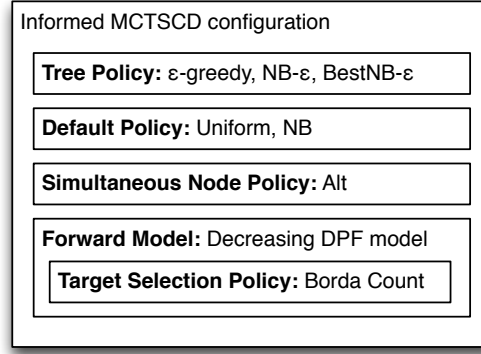 Informed MCTSCD configuration
Tree Policy: ε-greedy, NB-ε, BestNB-ε
Default Policy: Uniform, NB
Simultaneous Node Policy: Alt
Forward Model: Decreasing DPF model
Target Selection Policy: Borda Count